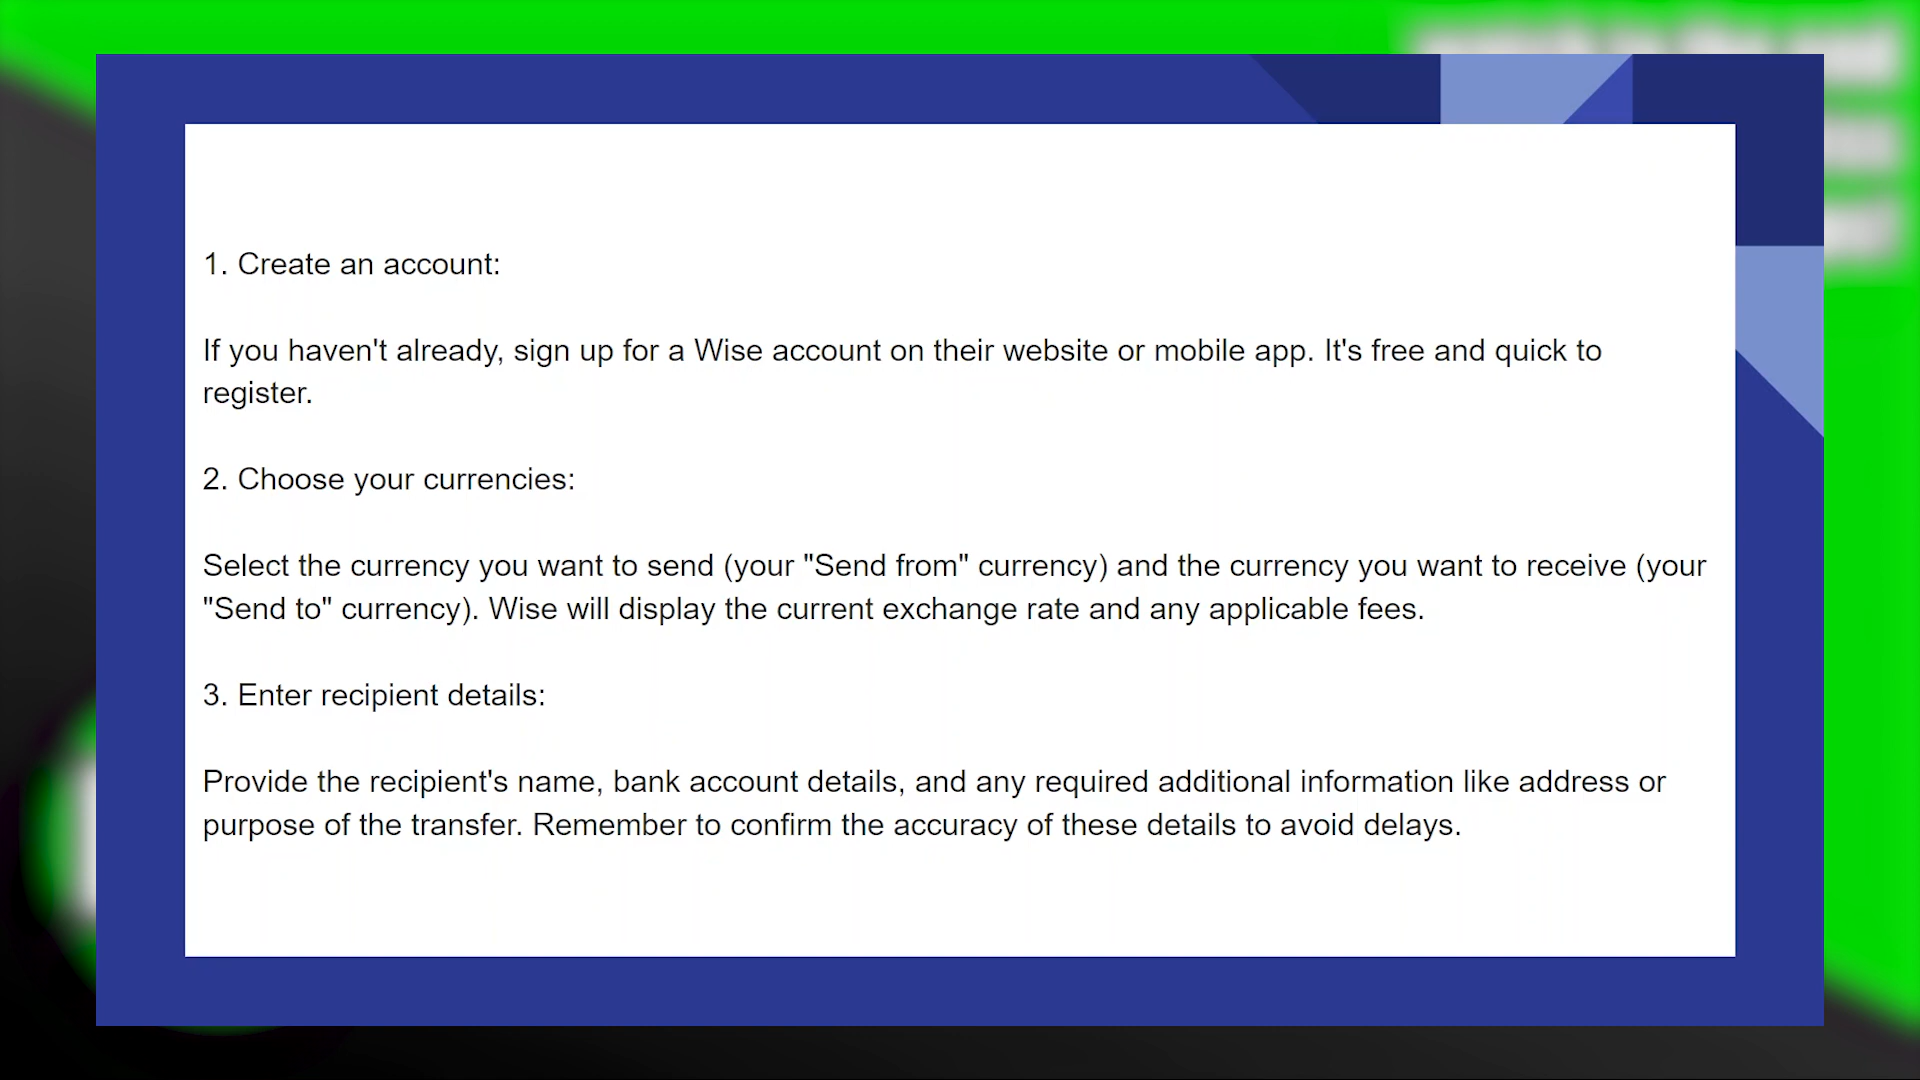 1. Create an account:
If you haven't already, sign up for a Wise account on their website or mobile app. It's free and quick to
register.
2. Choose your currencies:
Select the currency you want to send (your "Send from" currency) and the currency you want to receive (your
"Send to" currency). Wise will display the current exchange rate and any applicable fees.
3. Enter recipient details:
Provide the recipient's name, bank account details, and any required additional information like address or
purpose of the transfer. Remember to confirm the accuracy of these details to avoid delays.